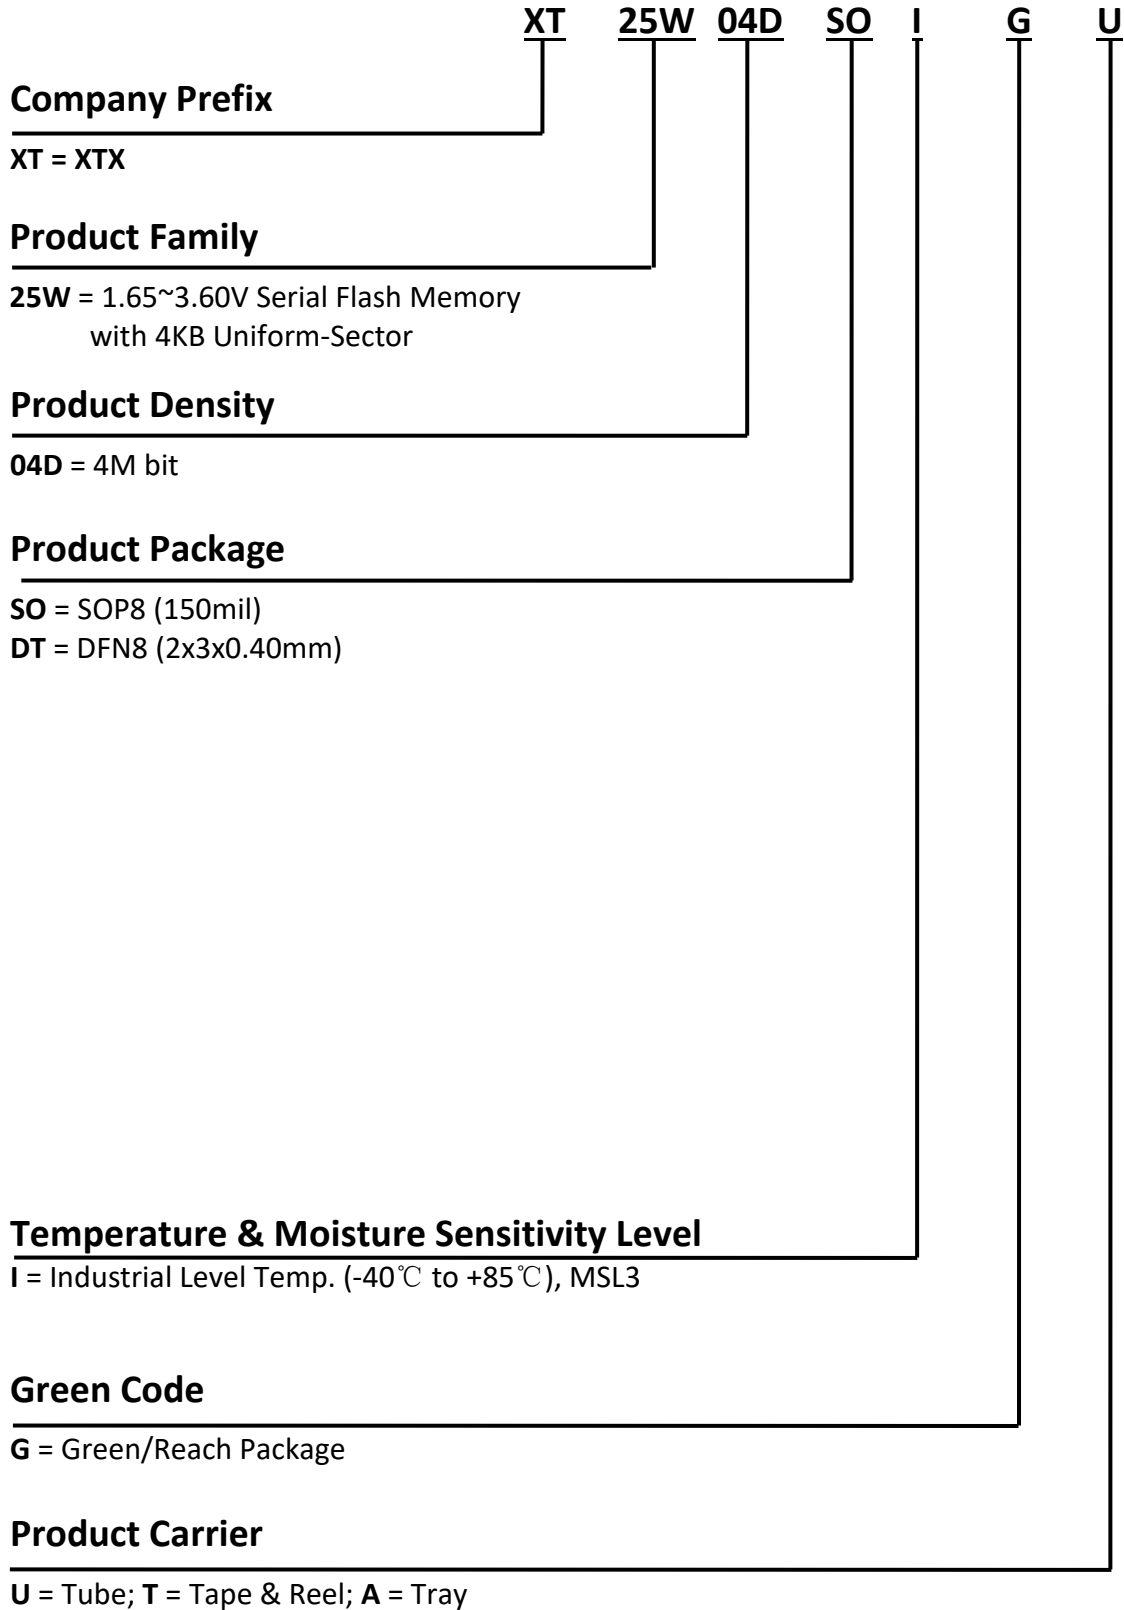 XT 25W 04D SO I G U
Company Prefix
XT = XTX
Product Family
25W = 1.65~3.60V Serial Flash Memory
with 4KB Uniform-Sector
Product Density
04D = 4M bit
Product Package
SO = SOP8 (150mil)
DT = DFN8 (2x3x0.40mm)
Temperature & Moisture Sensitivity Level
I = Industrial Level Temp. (-40℃ to +85℃), MSL3
Green Code
G = Green/Reach Package
Product Carrier
U = Tube; T = Tape & Reel; A = Tray